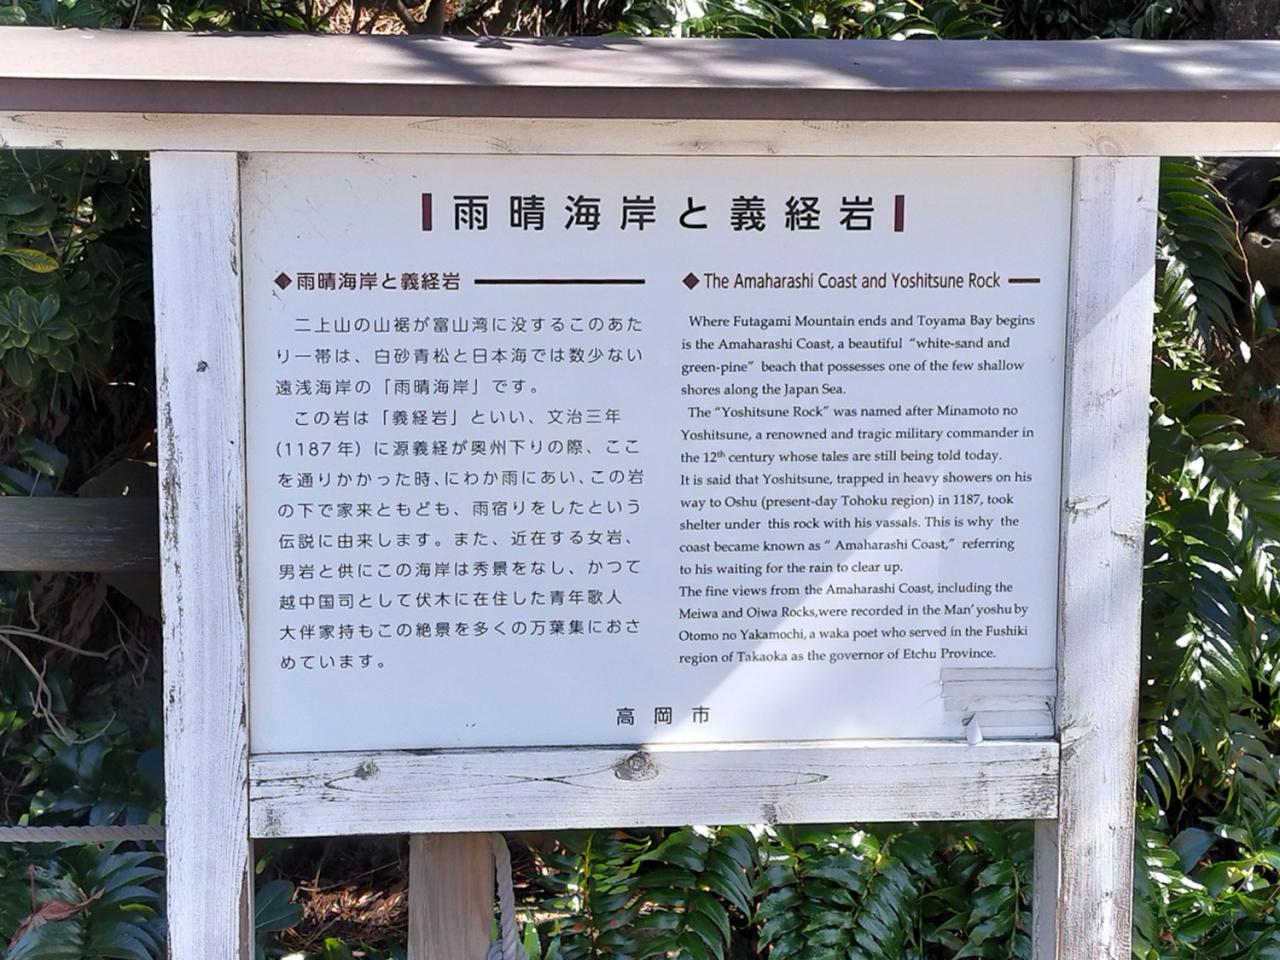 雨晴海岸と義経岩
◆雨晴海岸と義経岩
二上山の山裾が富山湾に没するこのあた
り一帯は、白砂青松と日本海では数少ない
遠浅海岸の「雨晴海岸」です。
この岩は「義経岩」といい、文治三年
(1187年）に源義経が奥州下りの際、ここ
を通りかかった時、にわか雨にあい、この岩
の下で家来ともども、雨宿りをしたという
伝説に由来します。また、近在する女岩、
男岩と供にこの海岸は秀景をなし、かつて
越中国司として伏木に在住した青年歌人
大伴家持もこの絶景を多くの万葉集におさ
めています。
◆The Amaharashi Coast and Yoshitsune Rock
Where Futagami Mountain ends and Toyama Bay begins
is the Amaharashi Coast, a beautiful “white-sand and
green-pine” beach that possesses one of the few shallow
shores along the Japan Sea.
The “Yoshitsune Rock” was named after Minamoto no
Yoshitsune, a renowned and tragic military commander in
the 12th century whose tales are still being told today.
It is said that Yoshitsune, trapped in heavy showers on his
way to Oshu (present-day Tohoku region) in 1187, took
shelter under this rock with his vassals. This is why the
coast became known as “ Amaharashi Coast,” referring
to his waiting for the rain to clear up.
The fine views from the Amaharashi Coast, including the
Meiwa and Oiwa Rocks,were recorded in the Man’yoshu by
Otomo no Yakamochi, a waka poet who served in the Fushiki
region of Takaoka as the governor of Etchu Province.
高岡市